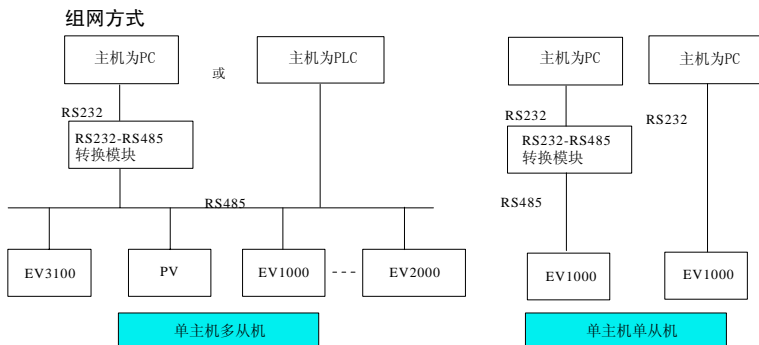 组网方式
主机为PC
或
主机为PLC
RS232
RS232-RS485
转换模块
RS485
EV3100
PV
EV1000
---
EV2000
单主机多从机
主机为PC
主机为PC
RS232
RS232
RS232-RS485
转换模块
RS485
EV1000
EV1000
单主机单从机